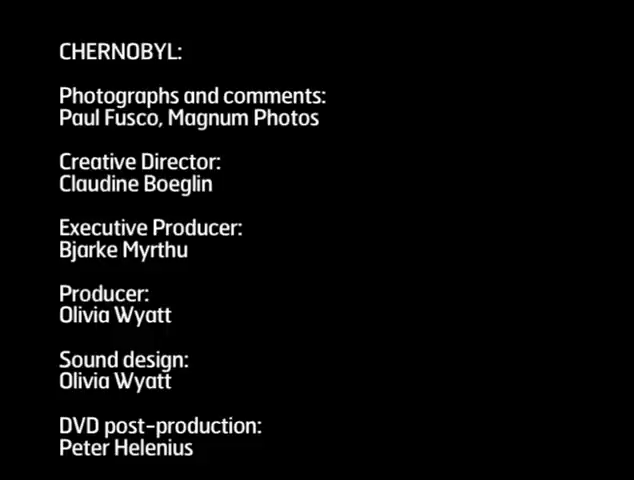 CHERNOBYL:
Photographs and comments:
Paul Fusco, Magnum Photos
Creative Director:
Claudine Boeglin
Executive Producer:
Bjarke Myrthu
Producer:
Olivia Wyatt
Sound design:
Olivia Wyatt
DVD post-production:
Peter Helenius